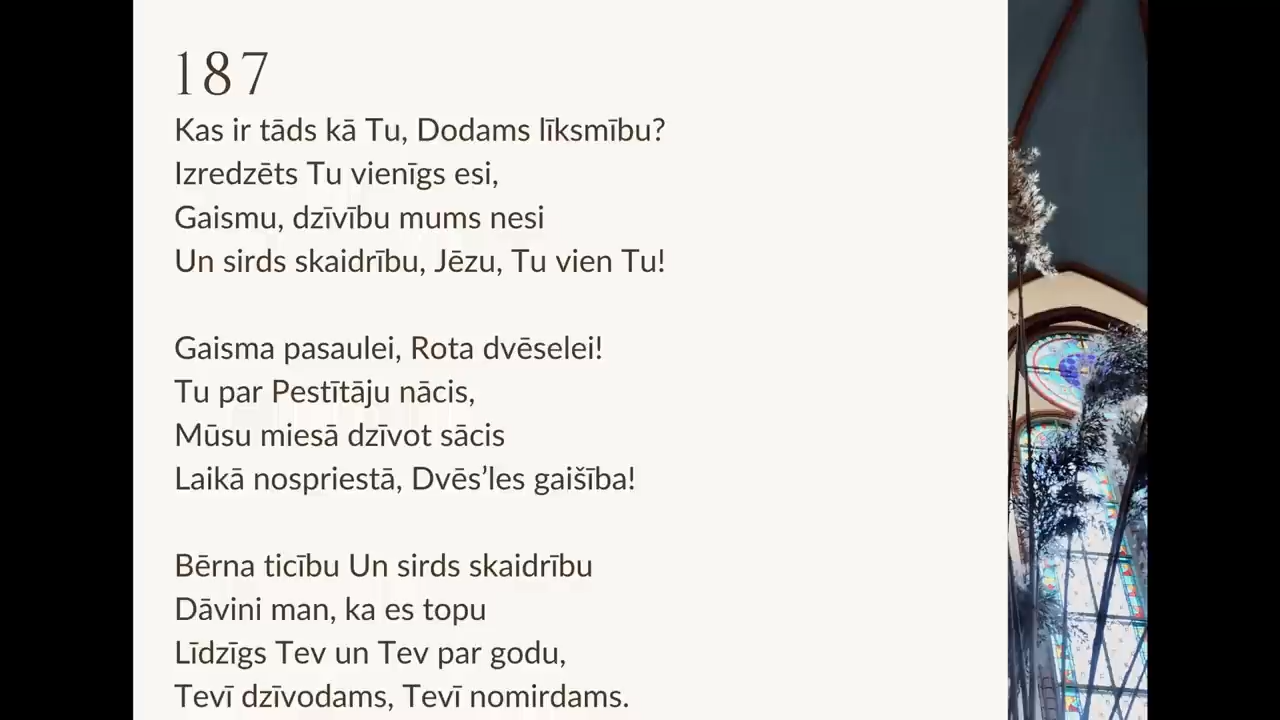 187
Kas ir tāds kā Tu, Dodams līksmību?
Izredzēts Tu vienīgs esi,
Gaismu, dzīvību mums nesi
Un sirds skaidrību, Jēzu, Tu vien Tu!
Gaisma pasaulei, Rota dvēselei!
Tu par Pestītāju nācis,
Mūsu miesā dzīvot sācis
Laikā nospriestā, Dvēs’les gaišība!
Bērna ticību Un sirds skaidrību
Dāvini man, ka es topu
Līdzīgs Tev un Tev par godu,
Tevī dzīvodams, Tevī nomirdams.